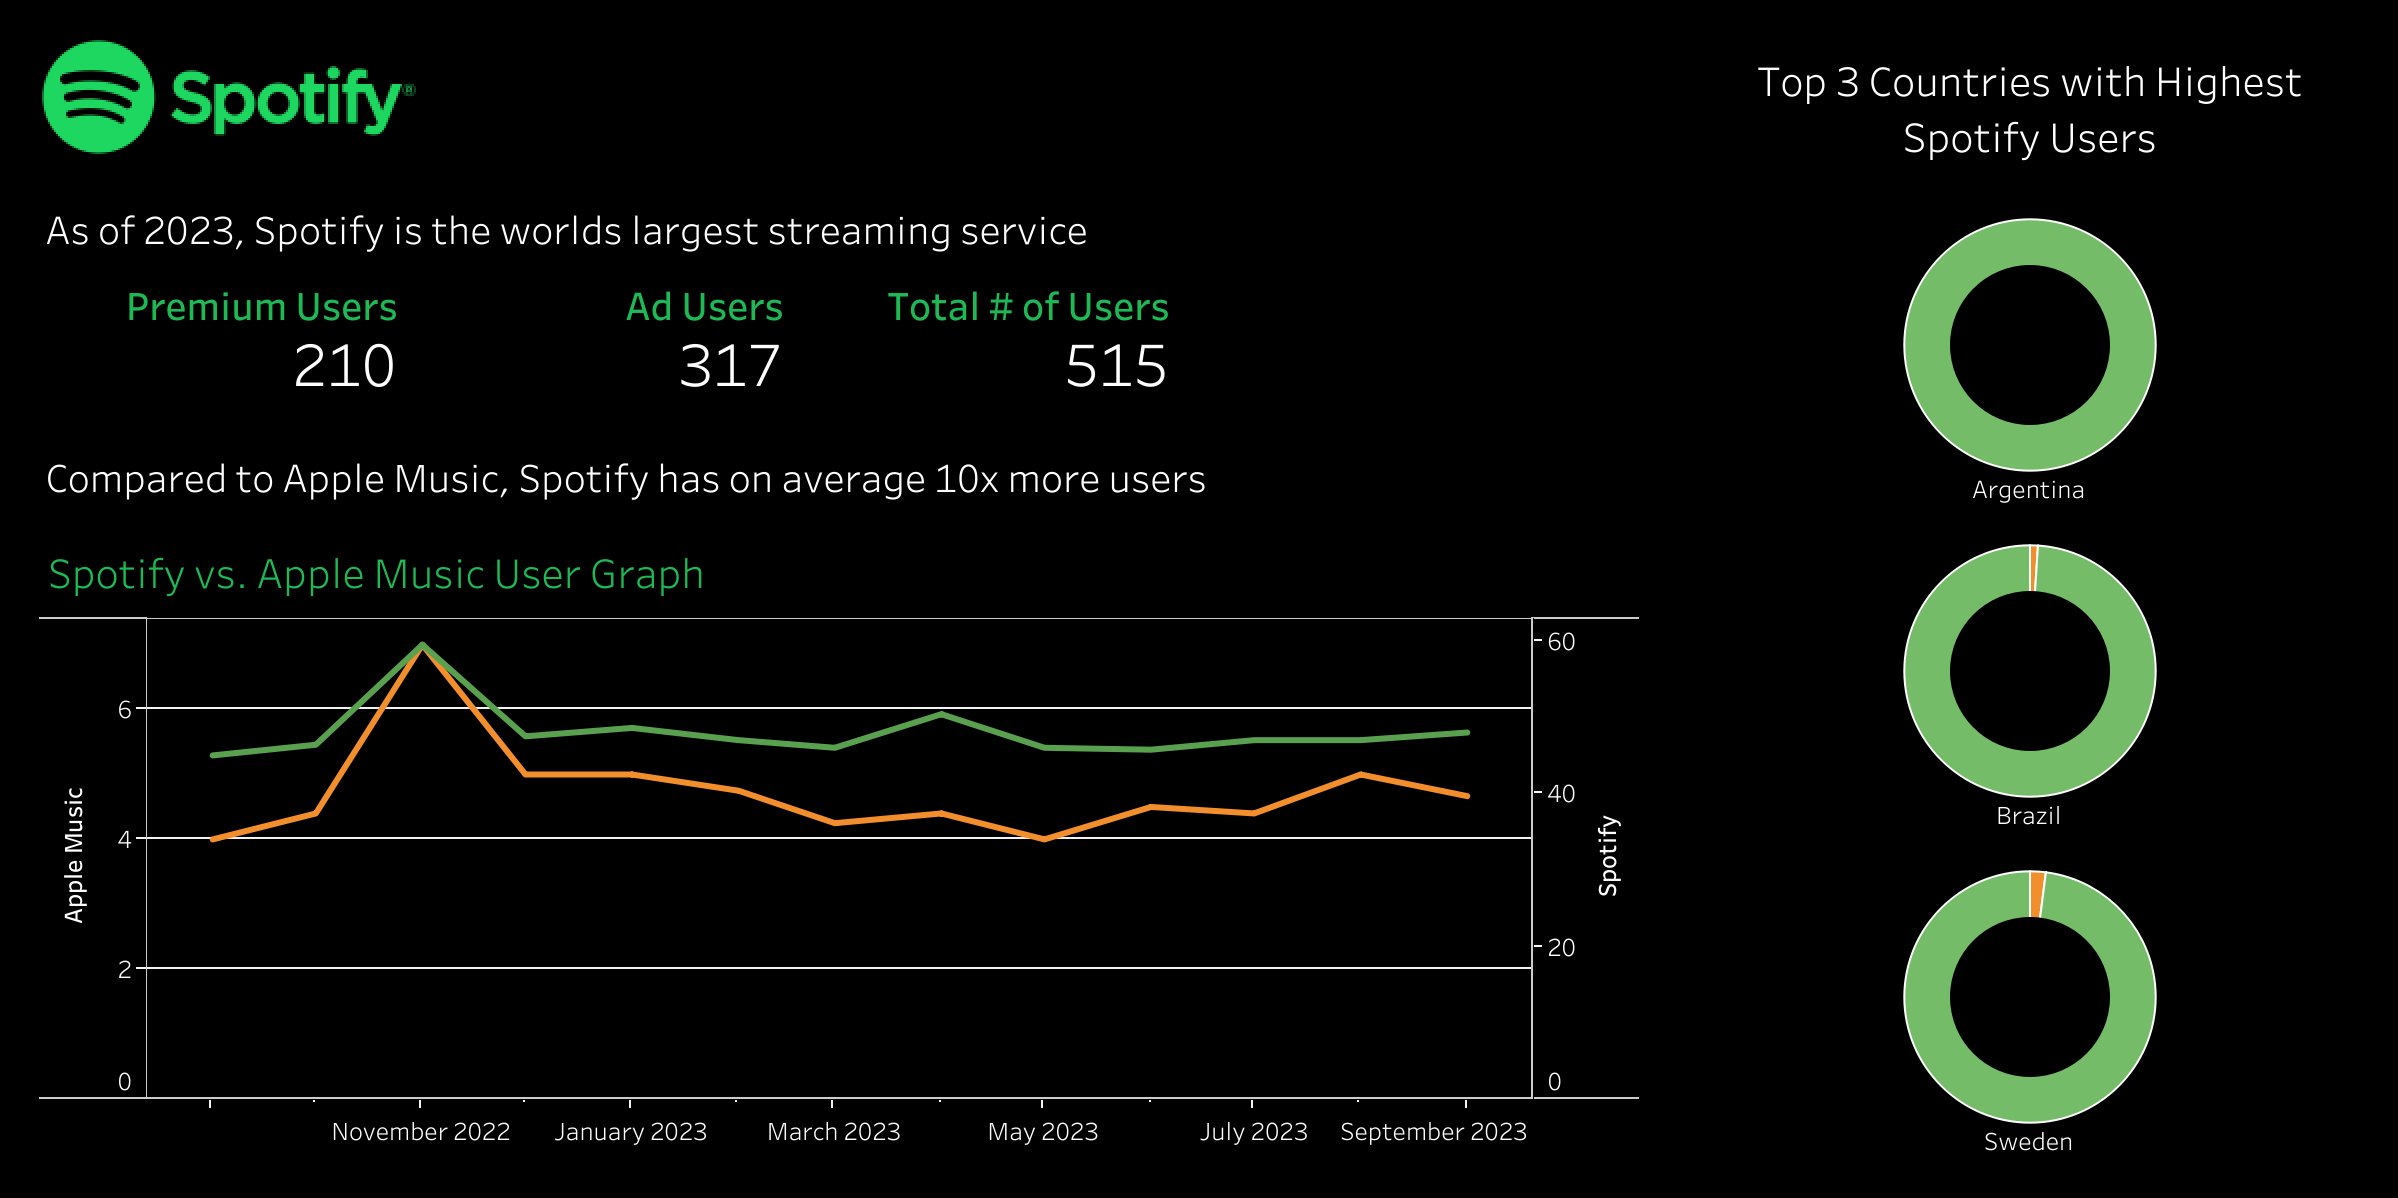 Spotify®
As of 2023, Spotify is the worlds largest streaming service
Premium Users
210
Ad Users
317
Total # of Users
515
Compared to Apple Music, Spotify has on average 10x more users
Spotify vs. Apple Music User Graph
Apple Music
6
4
2
0
60
40
20
0
Spotify
November 2022
January 2023
March 2023
May 2023
July 2023
September 2023
Top 3 Countries with Highest
Spotify Users
Argentina
Brazil
Sweden